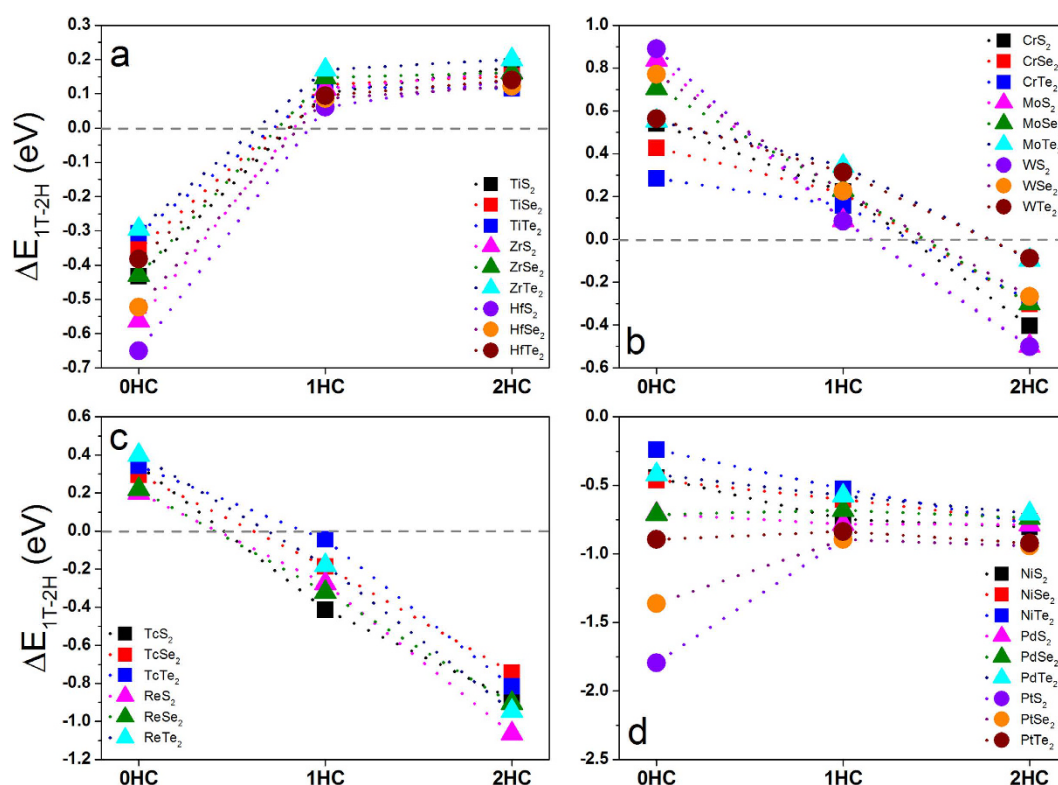 a
ΔE1T-2H (eV)
0.3
0.2
0.1
0.0
-0.1
-0.2
-0.3
-0.4
-0.5
-0.6
-0.7
0HC 1HC 2HC
TiS2
TiSe2
TiTe2
ZrS2
ZrSe2
ZrTe2
HfS2
HfSe2
HfTe2
b
1.0
0.8
0.6
0.4
0.2
0.0
-0.2
-0.4
-0.6
0HC 1HC 2HC
CrS2
CrSe2
CrTe2
MoS2
MoSe
MoTe
WS2
WSe2
WTe2
c
ΔE1T-2H (eV)
0.6
0.4
0.2
0.0
-0.2
-0.4
-0.6
-0.8
-1.0
-1.2
0HC 1HC 2HC
TcS2
TcSe2
TcTe2
ReS2
ReSe2
ReTe2
d
0.0
-0.5
-1.0
-1.5
-2.0
-2.5
0HC 1HC 2HC
NiS2
NiSe2
NiTe2
PdS2
PdSe2
PdTe2
PtS2
PtSe2
PtTe2